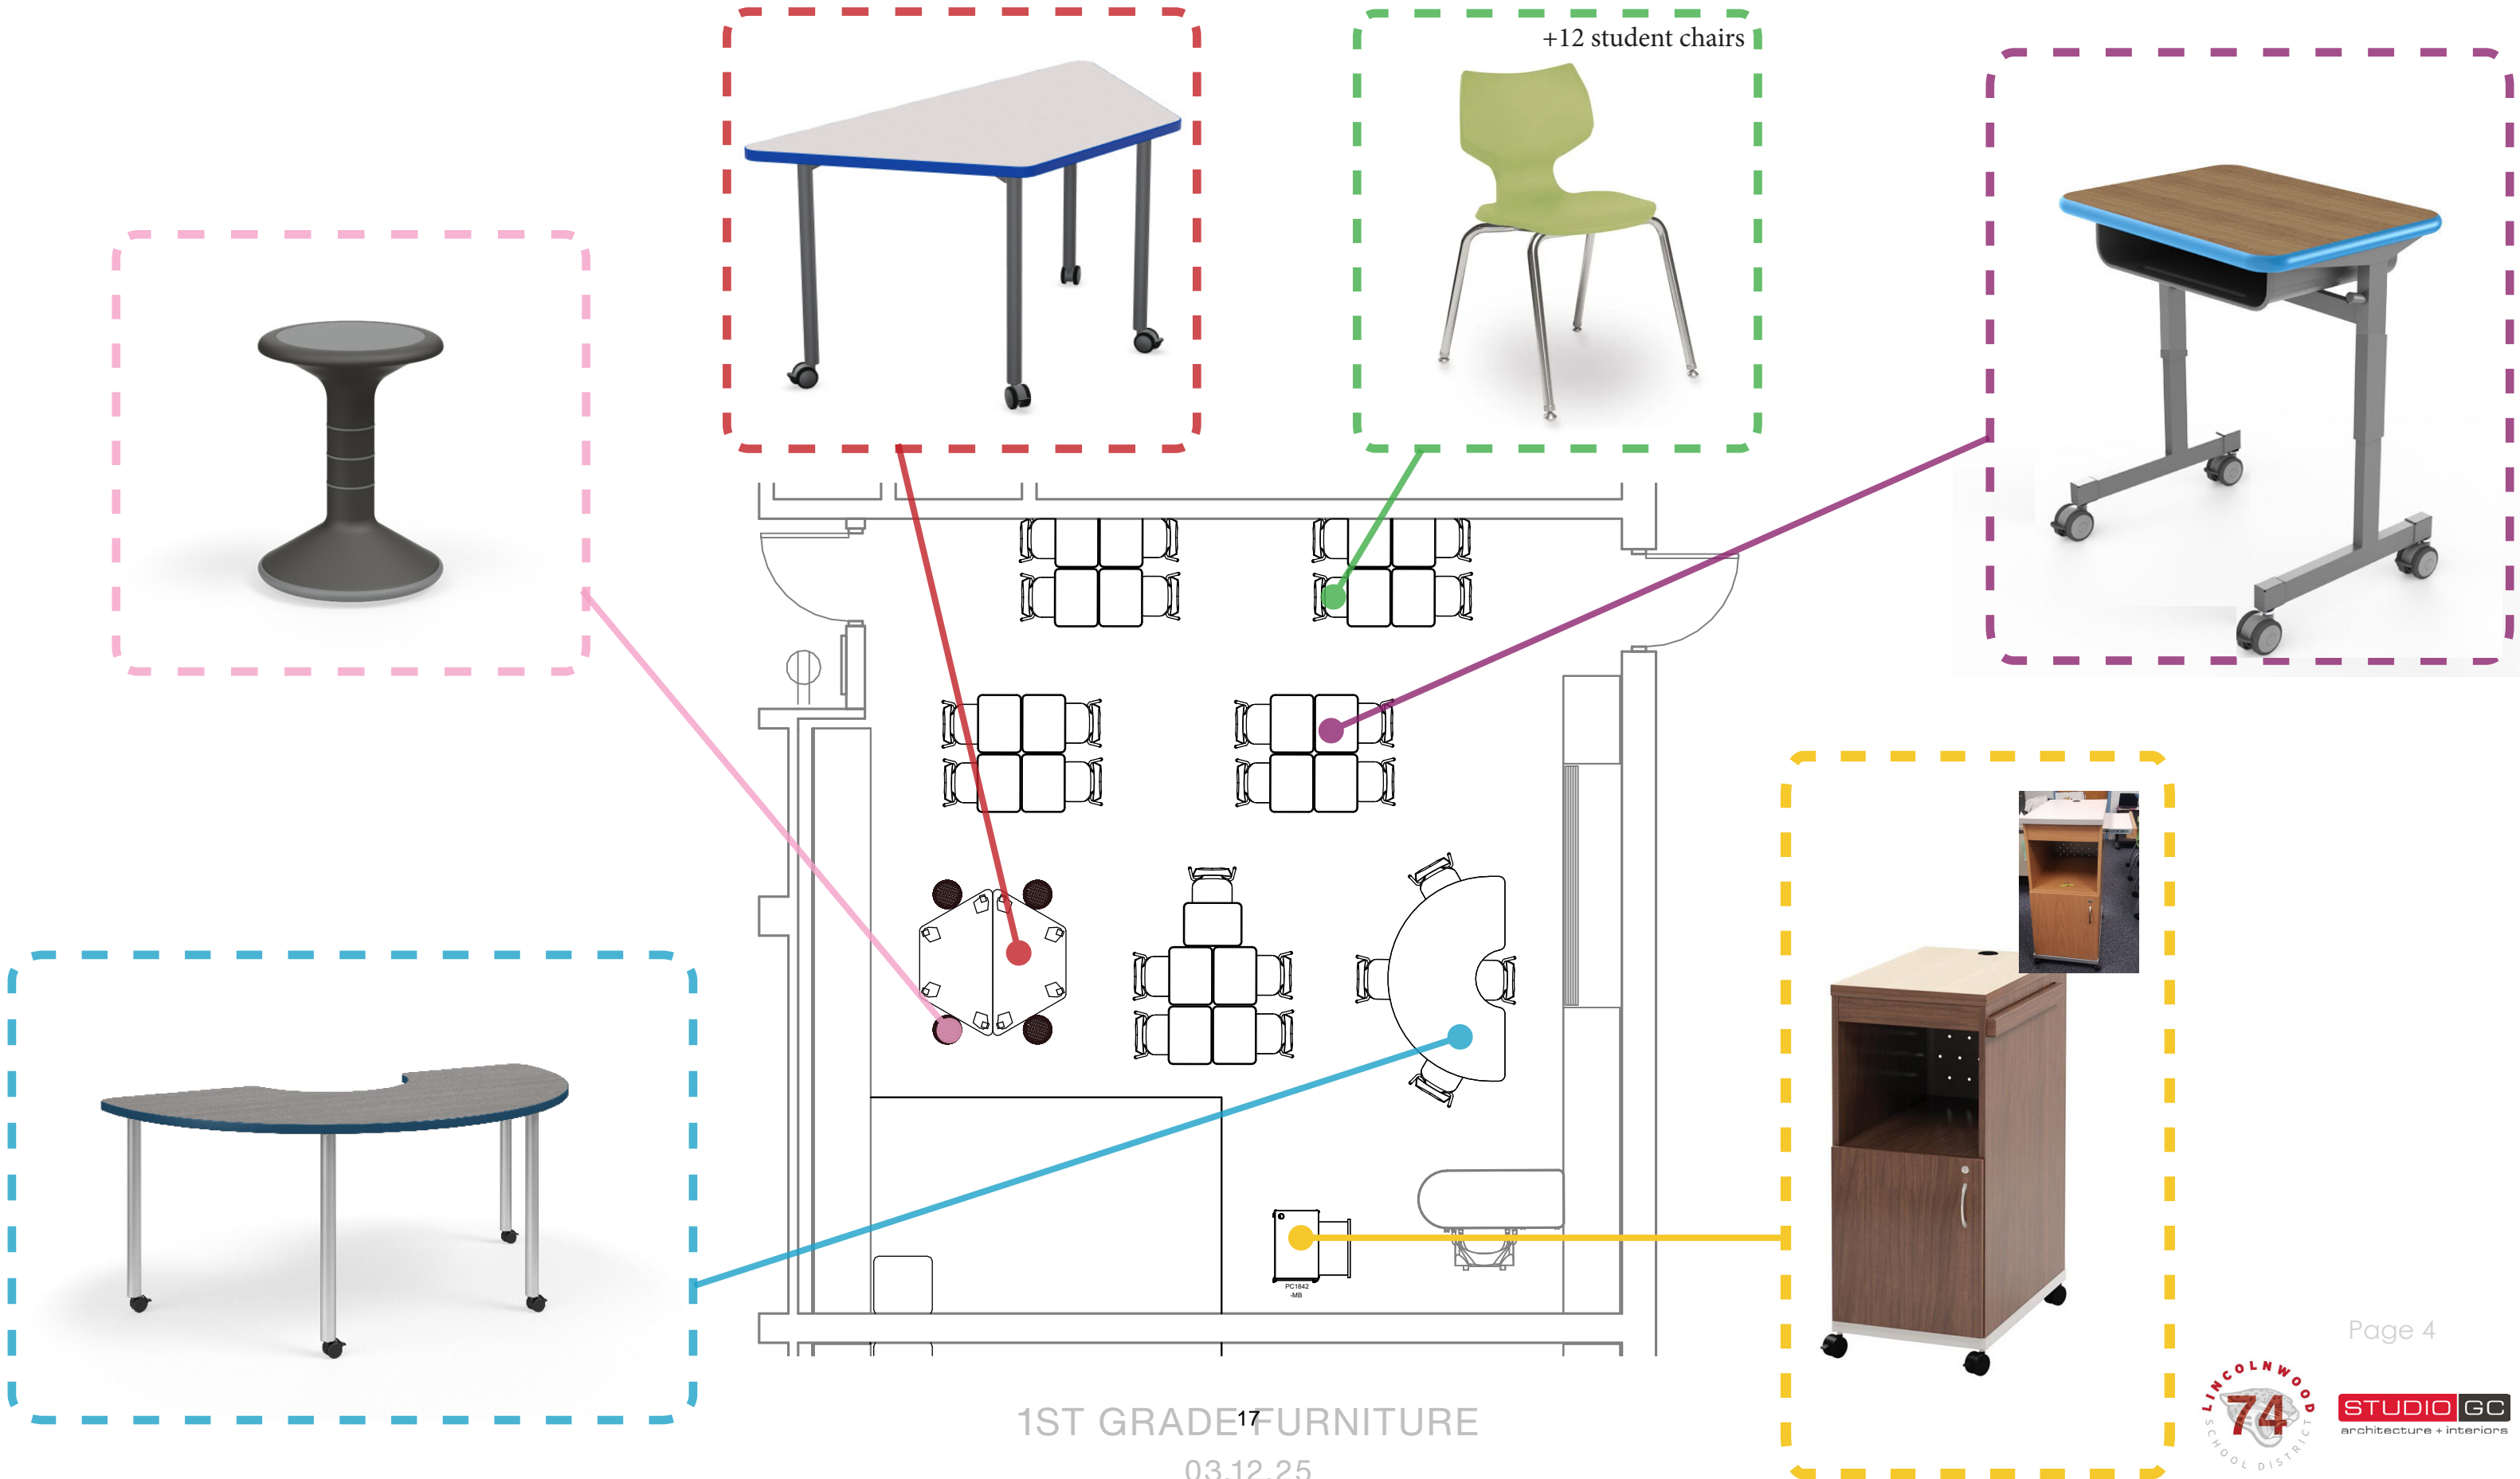 +12 student chairs
PC1842
-MB
Page 4
LINCOLNWOOD
74
SCHOOL DISTRICT
STUDIO GC
architecture + interiors
1ST GRADE FURNITURE
17
03.12.25